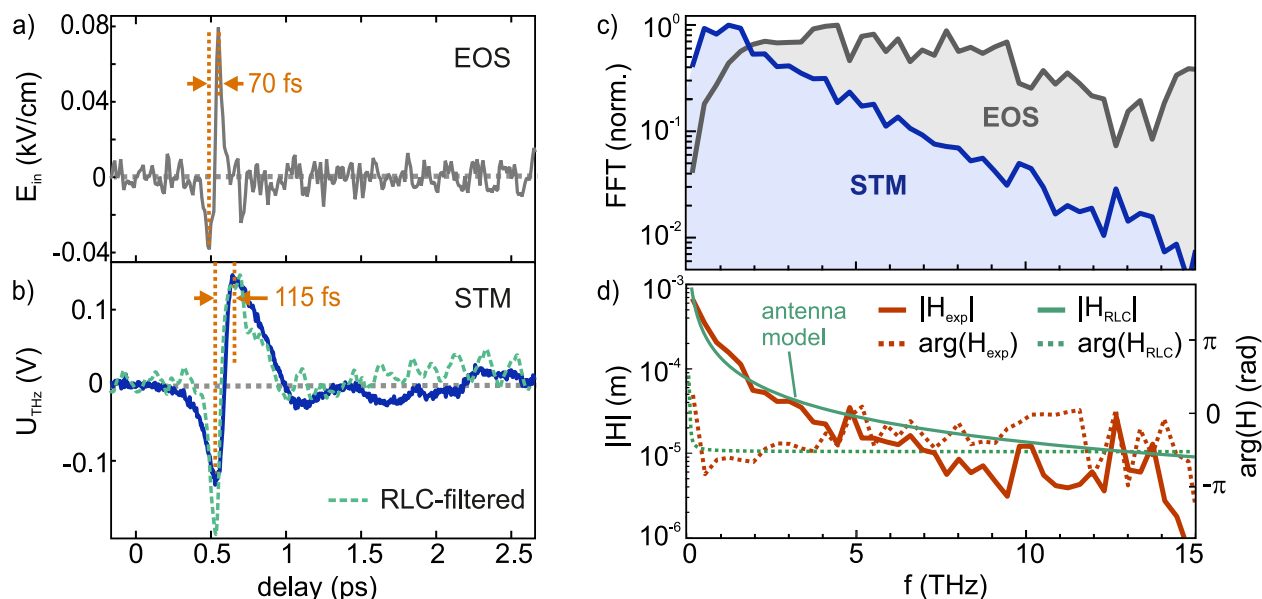 a)
EOS
70 fs
E_in (kV/cm)
0.08
0.04
0
-0.04
b)
STM
115 fs
U_THz (V)
0.1
0
-0.1
RLC-filtered
0 0.5 1 1.5 2 2.5
delay (ps)
c)
FFT (norm.)
10^0
10^-1
10^-2
EOS
STM
d)
|H| (m)
10^-3
10^-4
10^-5
10^-6
antenna
model
|H_exp| |H_RLC|
arg(H_exp) arg(H_RLC)
π
0
-π
arg(H) (rad)
0 5 10 15
f (THz)